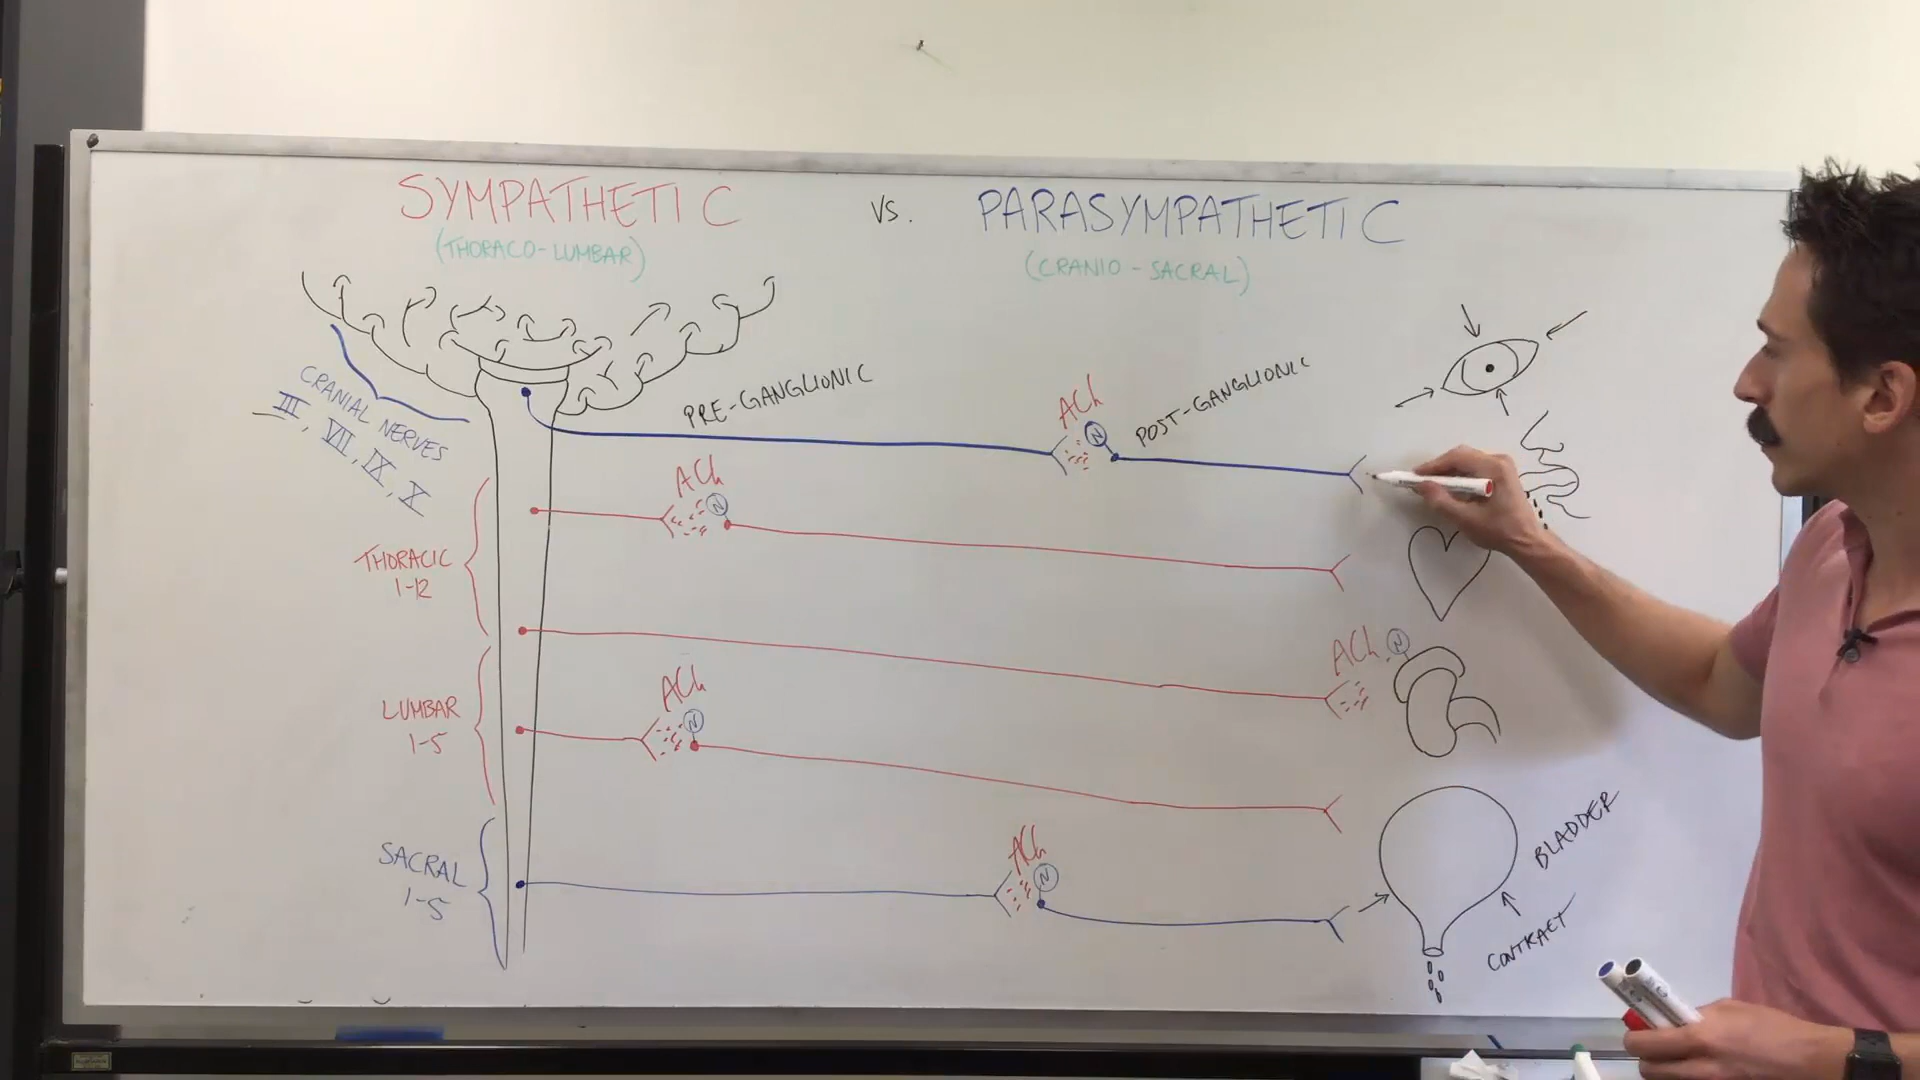 SYMPATHETIC
VS.
PARASYMPATHETIC
(THORACO-LUMBAR)
(CRANIO-SACRAL)
CRANIAL NERVES
III, VII, IX, X
PRE-GANGLIONIC
ACh
N
POST-GANGLIONIC
ACh
N
THORACIC
1-12
ACh
N
LUMBAR
1-5
ACh
N
SACRAL
1-5
ACh
N
BLADDER
CONTRACT